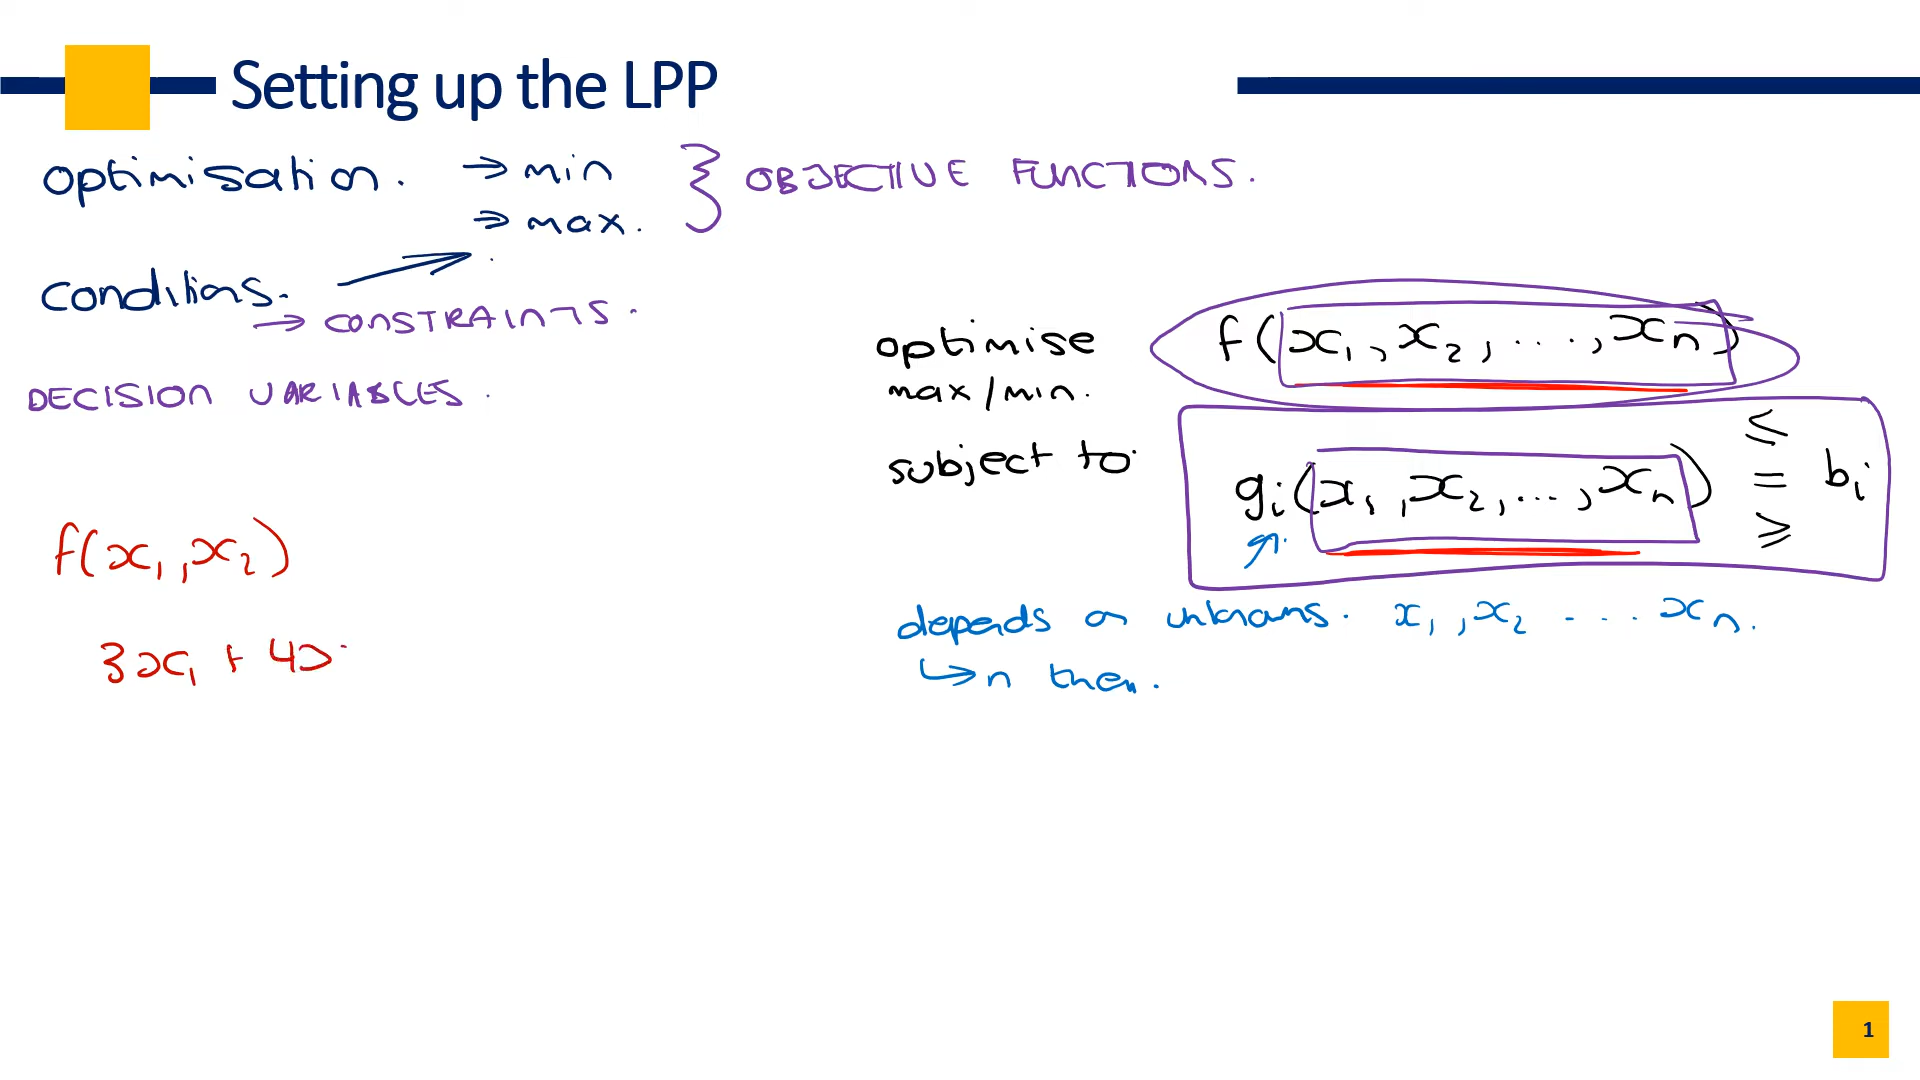 Setting up the LPP
optimisation. → min
⇒ max.
} OBJECTIVE FUNCTIONS.
conditions.
→ CONSTRAINTS.
DECISION VARIABLES.
optimise f(x₁, x₂, ..., xₙ)
max/min.
subject to gᵢ(x₁, x₂, ..., xₙ) ≤ = ≥ bᵢ
f(x₁, x₂)
3x₁ + 4
depends on unknowns. x₁, x₂ .... xₙ.
↳ n them.
1